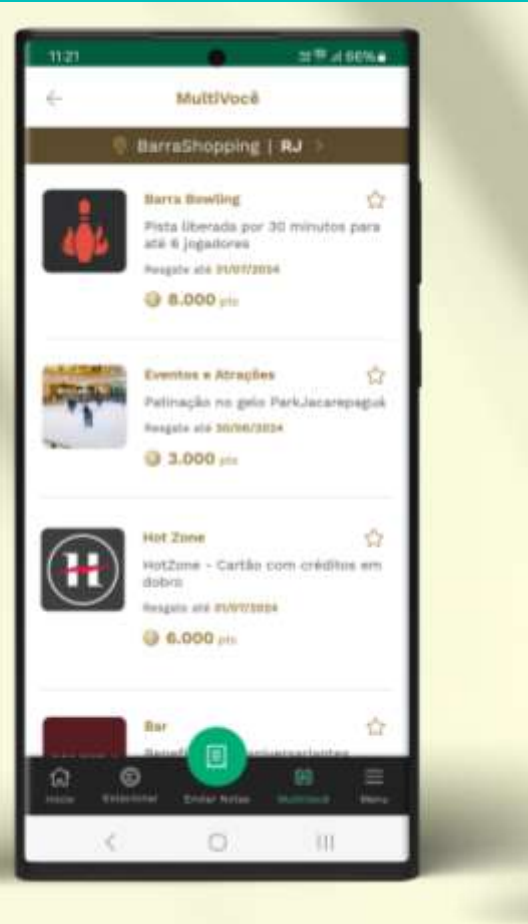 11:21
66%
MultiVocê
BarraShopping | RJ >
Barra Bowling
Pista liberada por 30 minutos para
até 6 jogadores
Resgate até 31/07/2024
8.000 pts
Eventos e Atrações
Patinação no gelo ParkJacarepaguá
Resgate até 30/06/2024
3.000 pts
Hot Zone
H
HotZone - Cartão com créditos em
dobro
Resgate até 31/07/2024
6.000 pts
Bar
Início
Estacionar
Enviar Notas
MultiVocê
Menu